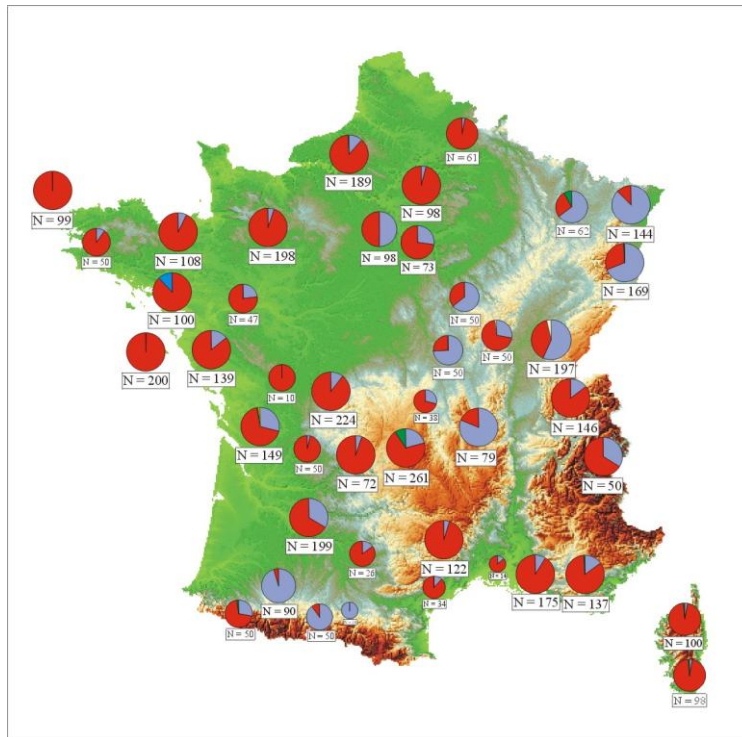 N = 61
N = 189
N = 98
N = 99
N = 62
N = 144
N = 108
N = 198
N = 98
N = 73
N = 50
N = 169
N = 100
N = 47
N = 50
N = 50
N = 197
N = 200
N = 139
N = 50
N = 10
N = 224
N = 38
N = 146
N = 149
N = 79
N = 50
N = 72
N = 261
N = 50
N = 199
N = 26
N = 122
N = 34
N = 175
N = 137
N = 90
N = 50
N = 50
N = 100
N = 98